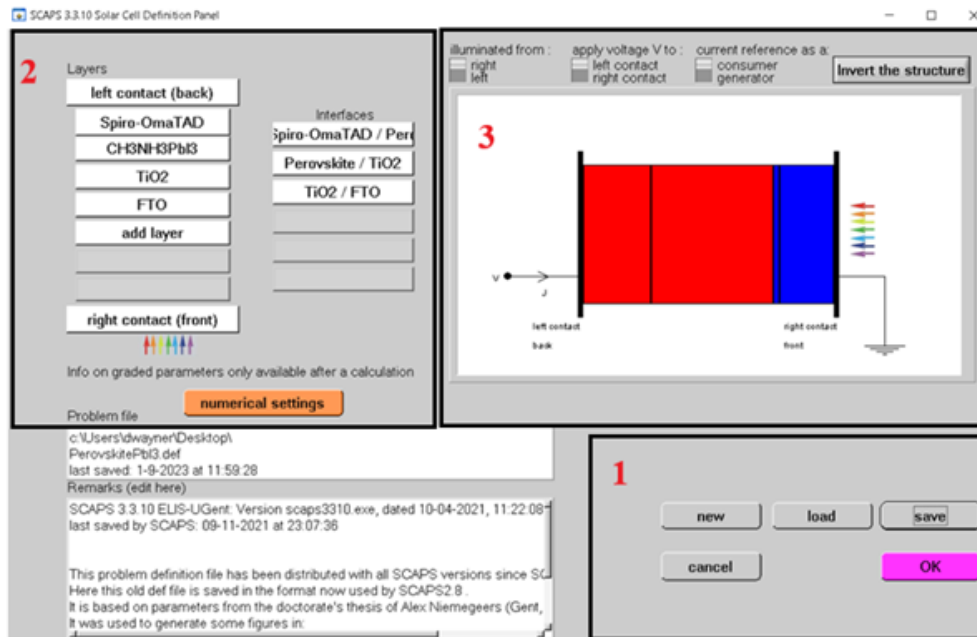 SCAPS 3.3.10 Solar Cell Definition Panel
2
Layers
left contact (back)
Spiro-OmaTAD
CH3NH3PbI3
TiO2
FTO
add layer
right contact (front)
Interfaces
Spiro-OmaTAD / Per
Perovskite / TiO2
TiO2 / FTO
Info on graded parameters only available after a calculation
numerical settings
illuminated from :
right
left
apply voltage V to :
left contact
right contact
current reference as a:
consumer
generator
Invert the structure
3
V
J
left contact
back
right contact
front
Problem file
c:\Users\dwayner\Desktop\
PerovskitePbI3.def
last saved: 1-9-2023 at 11:59:28
Remarks (edit here)
SCAPS 3.3.10 ELIS-UGent: Version scaps3310.exe, dated 10-04-2021, 11:22:08
last saved by SCAPS: 09-11-2021 at 23:07:36
This problem definition file has been distributed with all SCAPS versions since SC
Here this old def file is saved in the format now used by SCAPS2.8 .
It is based on parameters from the doctorate's thesis of Alex Niemegeers (Gent,
It was used to generate some figures in:
1
new
load
save
cancel
OK